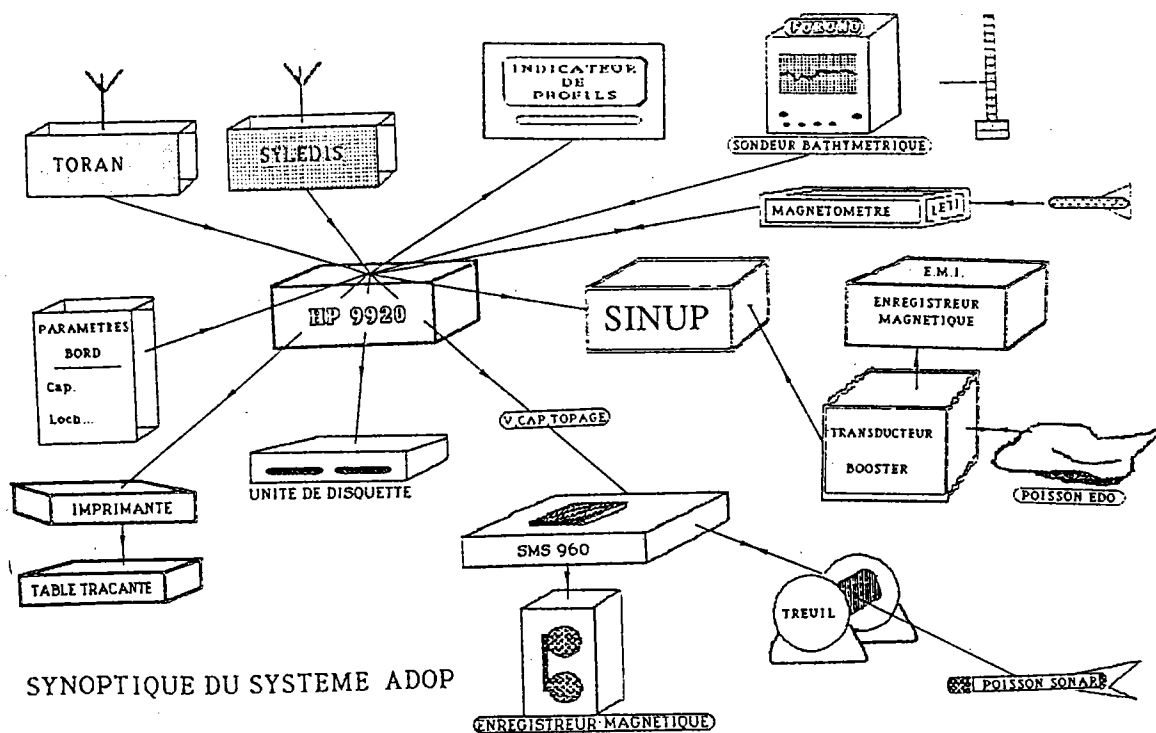 FURUNO
INDICATEUR
DE
PROFILS
TORAN
SYLEDIS
SONDEUR BATHYMETRIQUE
MAGNETOMETRE
LETI
E.M.I.
ENREGISTREUR
MAGNETIQUE
HP 9920
SINUP
PARAMETRES
BORD
Cap.
Loch...
V,CAP,TOPAGE
TRANSDUCTEUR
BOOSTER
UNITE DE DISQUETTE
POISSON EDO
IMPRIMANTE
SMS 960
TABLE TRACANTE
TREUIL
POISSON SONAR
SYNOPTIQUE DU SYSTEME ADOP
ENREGISTREUR·MAGNÉTIQUE